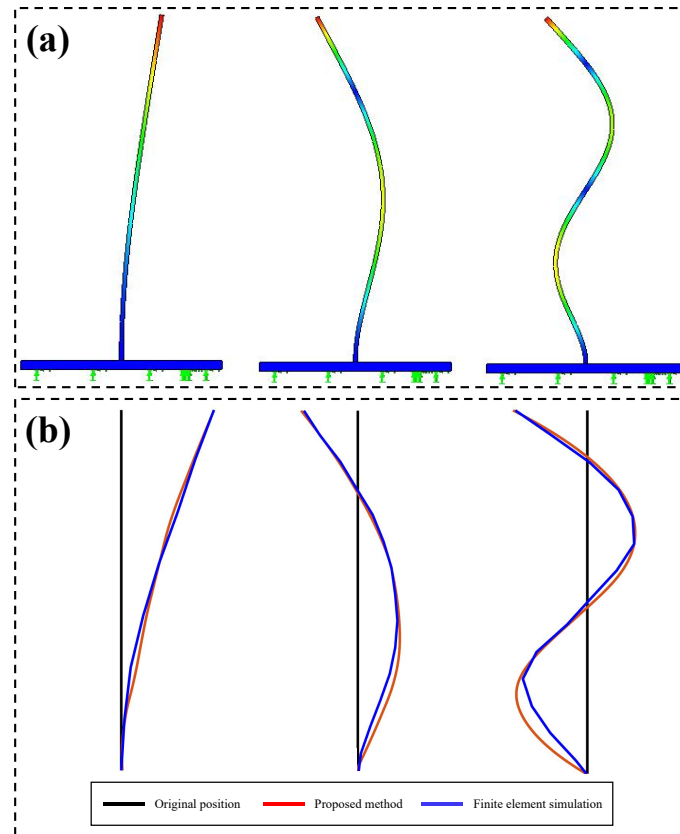 (a)
(b)
Original position
Proposed method
Finite element simulation